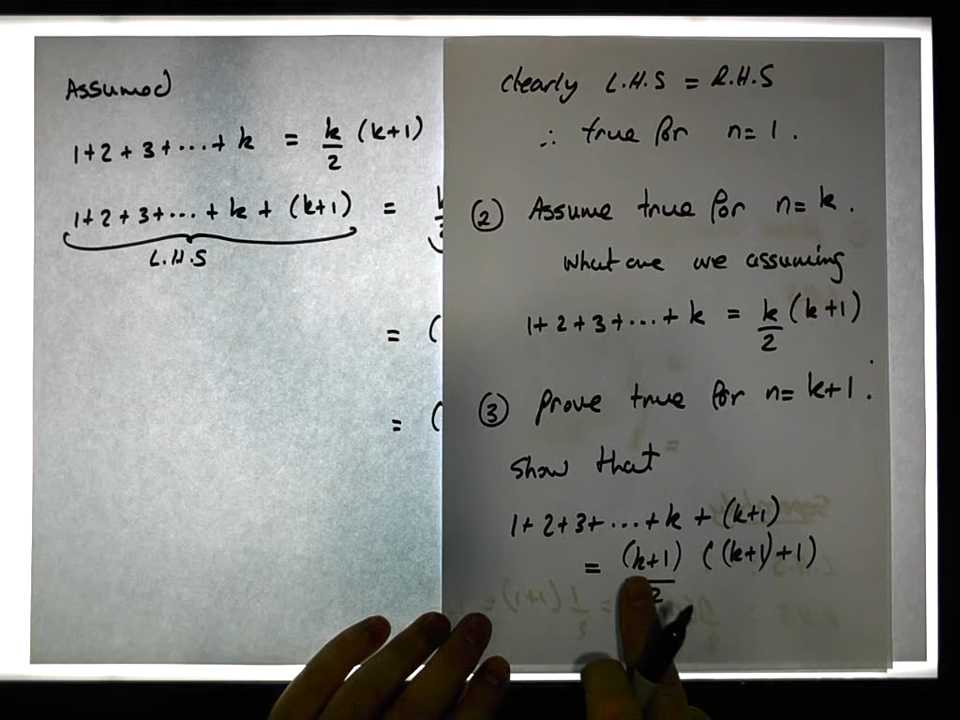 Assumed
1+2+3+...+k = k/2 (k+1)
1+2+3+...+k+(k+1) =
L.H.S
= (
= (
Clearly L.H.S = R.H.S
∴ true for n=1.
② Assume true for n=k.
What are we assuming
1+2+3+...+k = k/2 (k+1)
③ Prove true for n=k+1.
Show that
1+2+3+...+k+(k+1)
= (k+1)/2 ((k+1)+1)